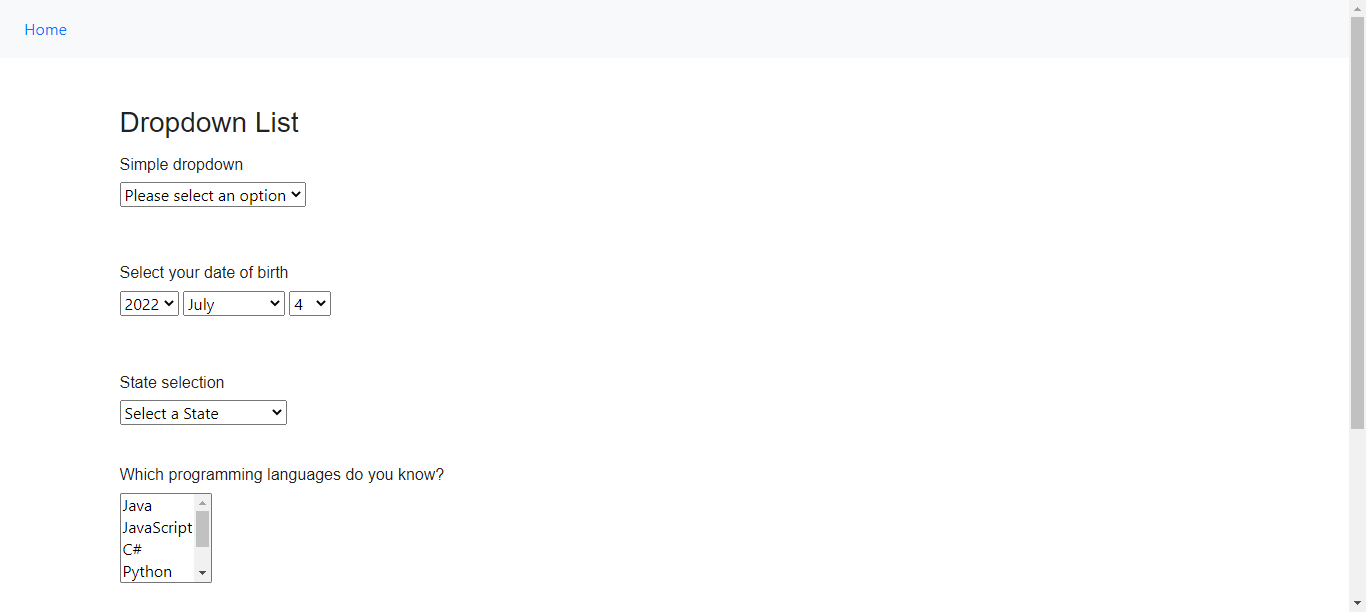 Home
Dropdown List
Simple dropdown
Please select an option
Select your date of birth
2022 July 4
State selection
Select a State
Which programming languages do you know?
Java
JavaScript
C#
Python